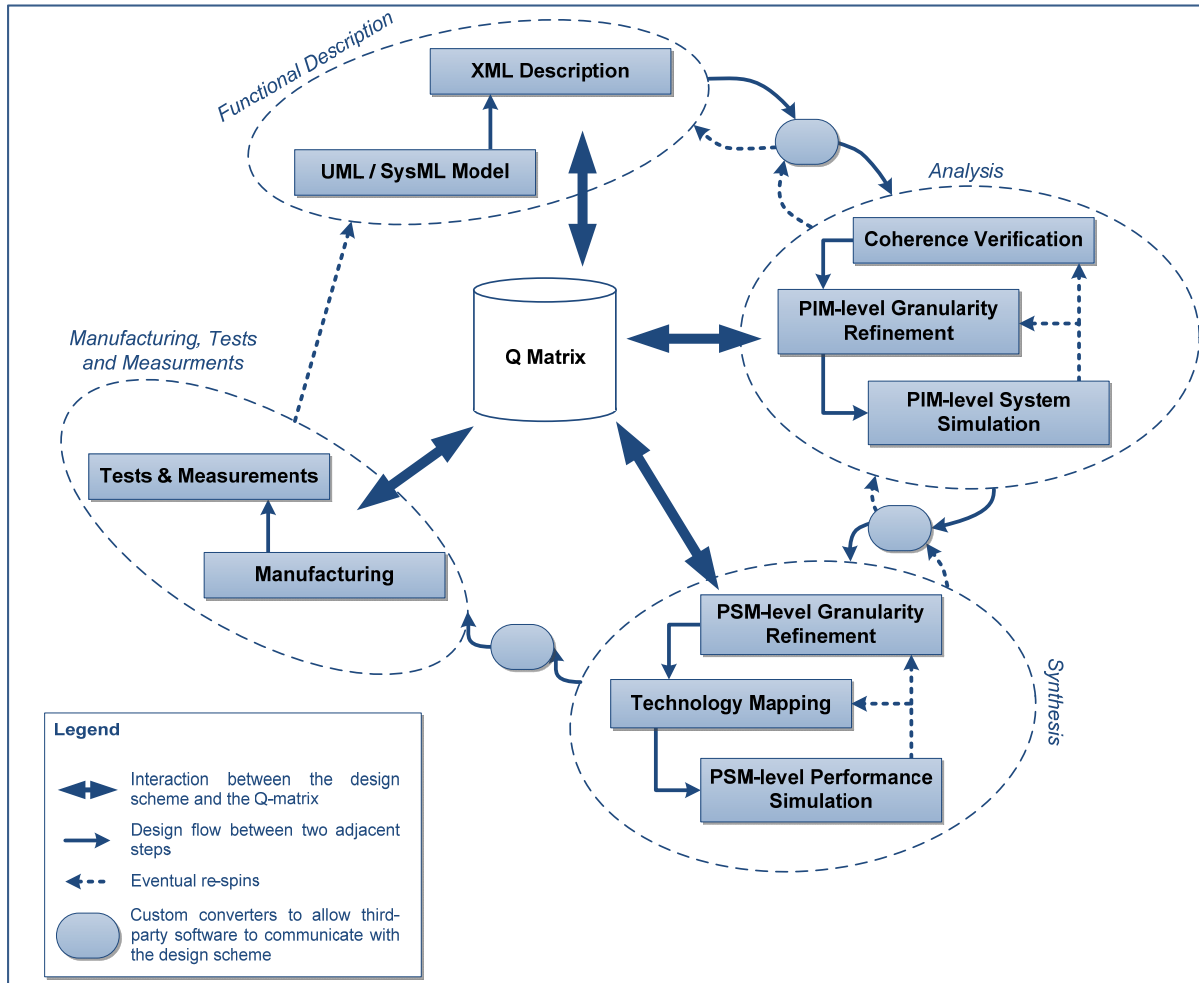 Functional Description
XML Description
UML / SysML Model
Analysis
Coherence Verification
PIM-level Granularity
Refinement
PIM-level System
Simulation
Q Matrix
Manufacturing, Tests
and Measurments
Tests & Measurements
Manufacturing
PSM-level Granularity
Refinement
Technology Mapping
PSM-level Performance
Simulation
Synthesis
Legend
Interaction between the design
scheme and the Q-matrix
Design flow between two adjacent
steps
Eventual re-spins
Custom converters to allow third-
party software to communicate with
the design scheme